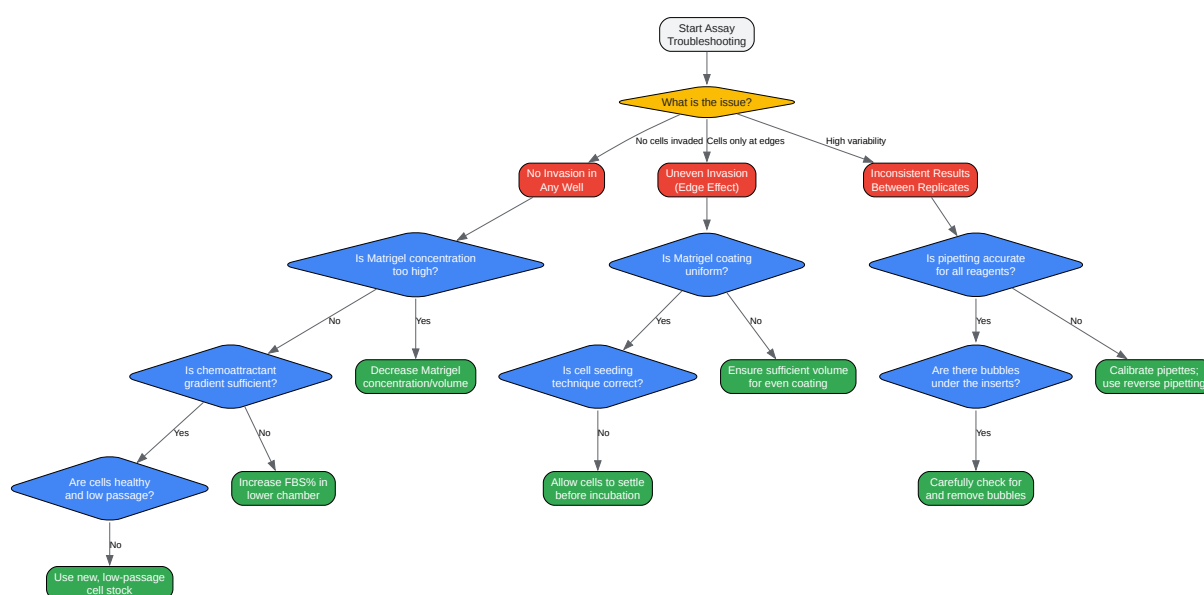 Start Assay
Troubleshooting
What is the issue?
No cells invaded
Cells only at edges
High variability
No Invasion in
Any Well
Uneven Invasion
(Edge Effect)
Inconsistent Results
Between Replicates
Is Matrigel concentration
too high?
Is Matrigel coating
uniform?
Is pipetting accurate
for all reagents?
No
Yes
Yes
No
Yes
No
Is chemoattractant
gradient sufficient?
Decrease Matrigel
concentration/volume
Is cell seeding
technique correct?
Ensure sufficient volume
for even coating
Are there bubbles
under the inserts?
Calibrate pipettes;
use reverse pipetting
Yes
No
No
Yes
Are cells healthy
and low passage?
Increase FBS% in
lower chamber
Allow cells to settle
before incubation
Carefully check for
and remove bubbles
No
Use new, low-passage
cell stock